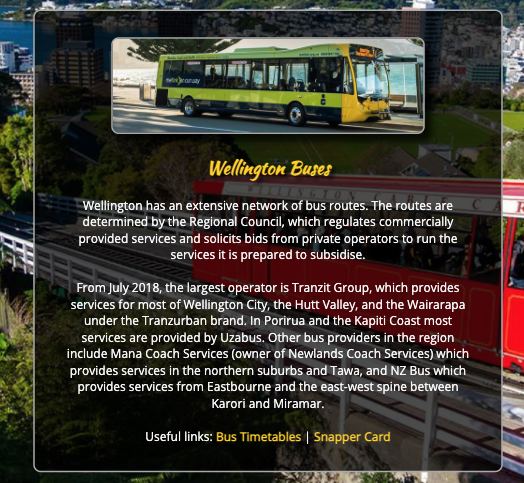 Wellington Buses
Wellington has an extensive network of bus routes. The routes are
determined by the Regional Council, which regulates commercially
provided services and solicits bids from private operators to run the
services it is prepared to subsidise.
From July 2018, the largest operator is Tranzit Group, which provides
services for most of Wellington City, the Hutt Valley, and the Wairarapa
under the Tranzurban brand. In Porirua and the Kapiti Coast most
services are provided by Uzabus. Other bus providers in the region
include Mana Coach Services (owner of Newlands Coach Services) which
provides services in the northern suburbs and Tawa, and NZ Bus which
provides services from Eastbourne and the east-west spine between
Karori and Miramar.
Useful links: Bus Timetables | Snapper Card